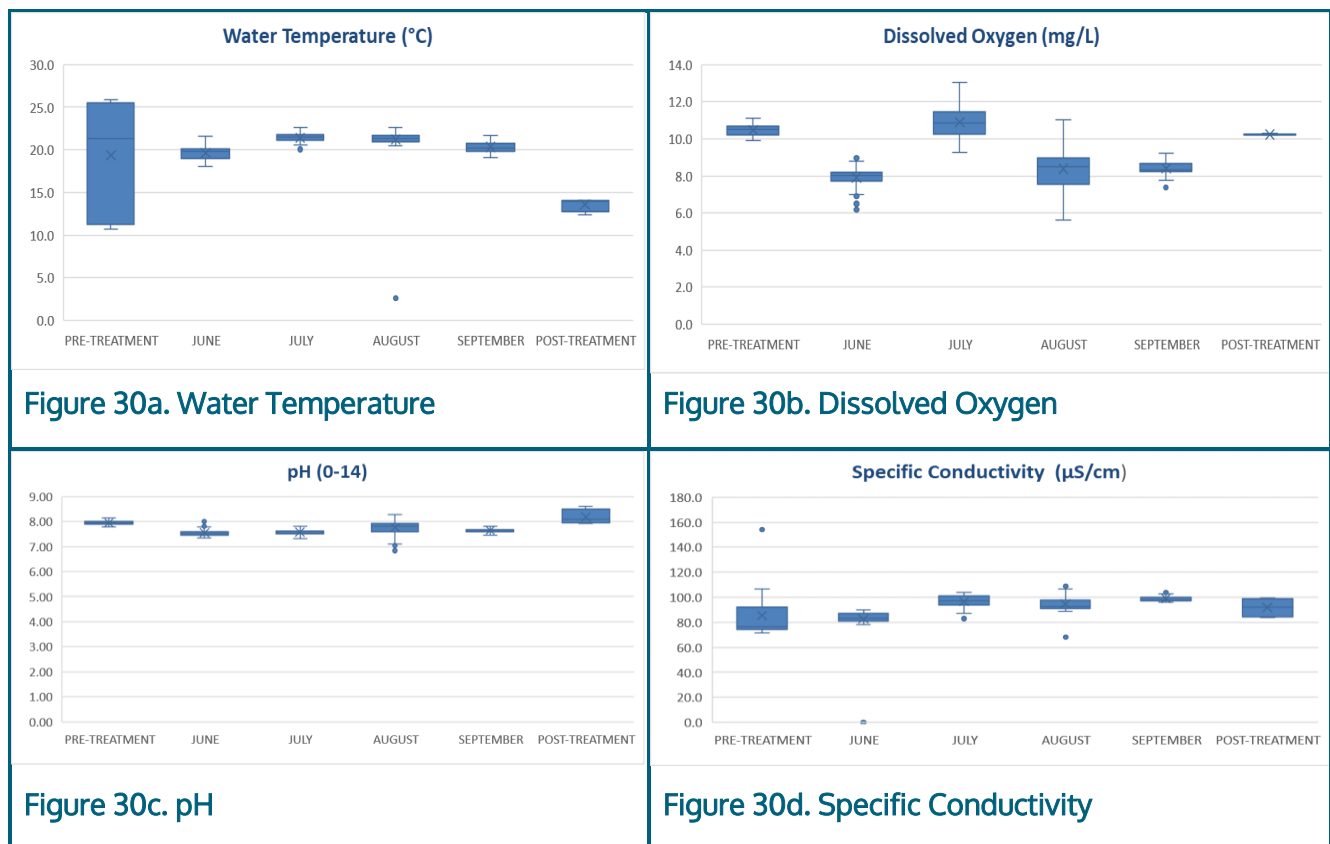 Water Temperature (°C)
30.0
25.0
20.0
15.0
10.0
5.0
0.0
PRE-TREATMENT JUNE JULY AUGUST SEPTEMBER POST-TREATMENT
Figure 30a. Water Temperature
Dissolved Oxygen (mg/L)
14.0
12.0
10.0
8.0
6.0
4.0
2.0
0.0
PRE-TREATMENT JUNE JULY AUGUST SEPTEMBER POST-TREATMENT
Figure 30b. Dissolved Oxygen
pH (0-14)
9.00
8.00
7.00
6.00
5.00
4.00
3.00
2.00
1.00
0.00
PRE-TREATMENT JUNE JULY AUGUST SEPTEMBER POST-TREATMENT
Figure 30c. pH
Specific Conductivity (µS/cm)
180.0
160.0
140.0
120.0
100.0
80.0
60.0
40.0
20.0
0.0
PRE-TREATMENT JUNE JULY AUGUST SEPTEMBER POST-TREATMENT
Figure 30d. Specific Conductivity